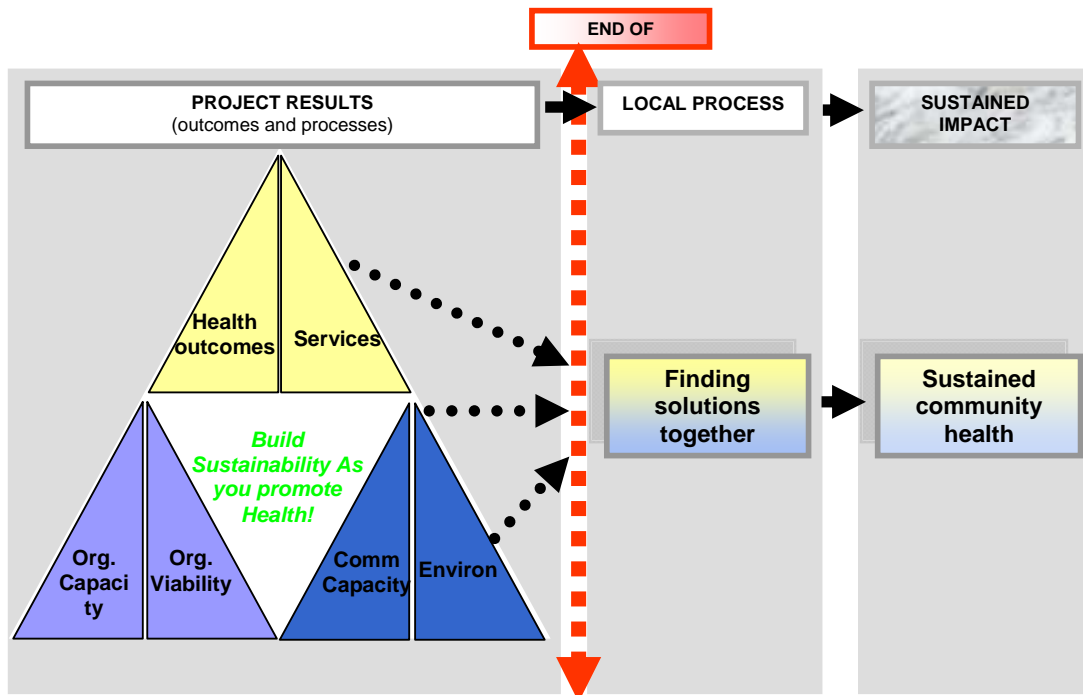 END OF
PROJECT RESULTS
(outcomes and processes)
LOCAL PROCESS
SUSTAINED
IMPACT
Health
outcomes
Services
Build
Sustainability As
you promote
Health!
Org.
Capaci
ty
Org.
Viability
Comm
Capacity
Environ
Finding
solutions
together
Sustained
community
health